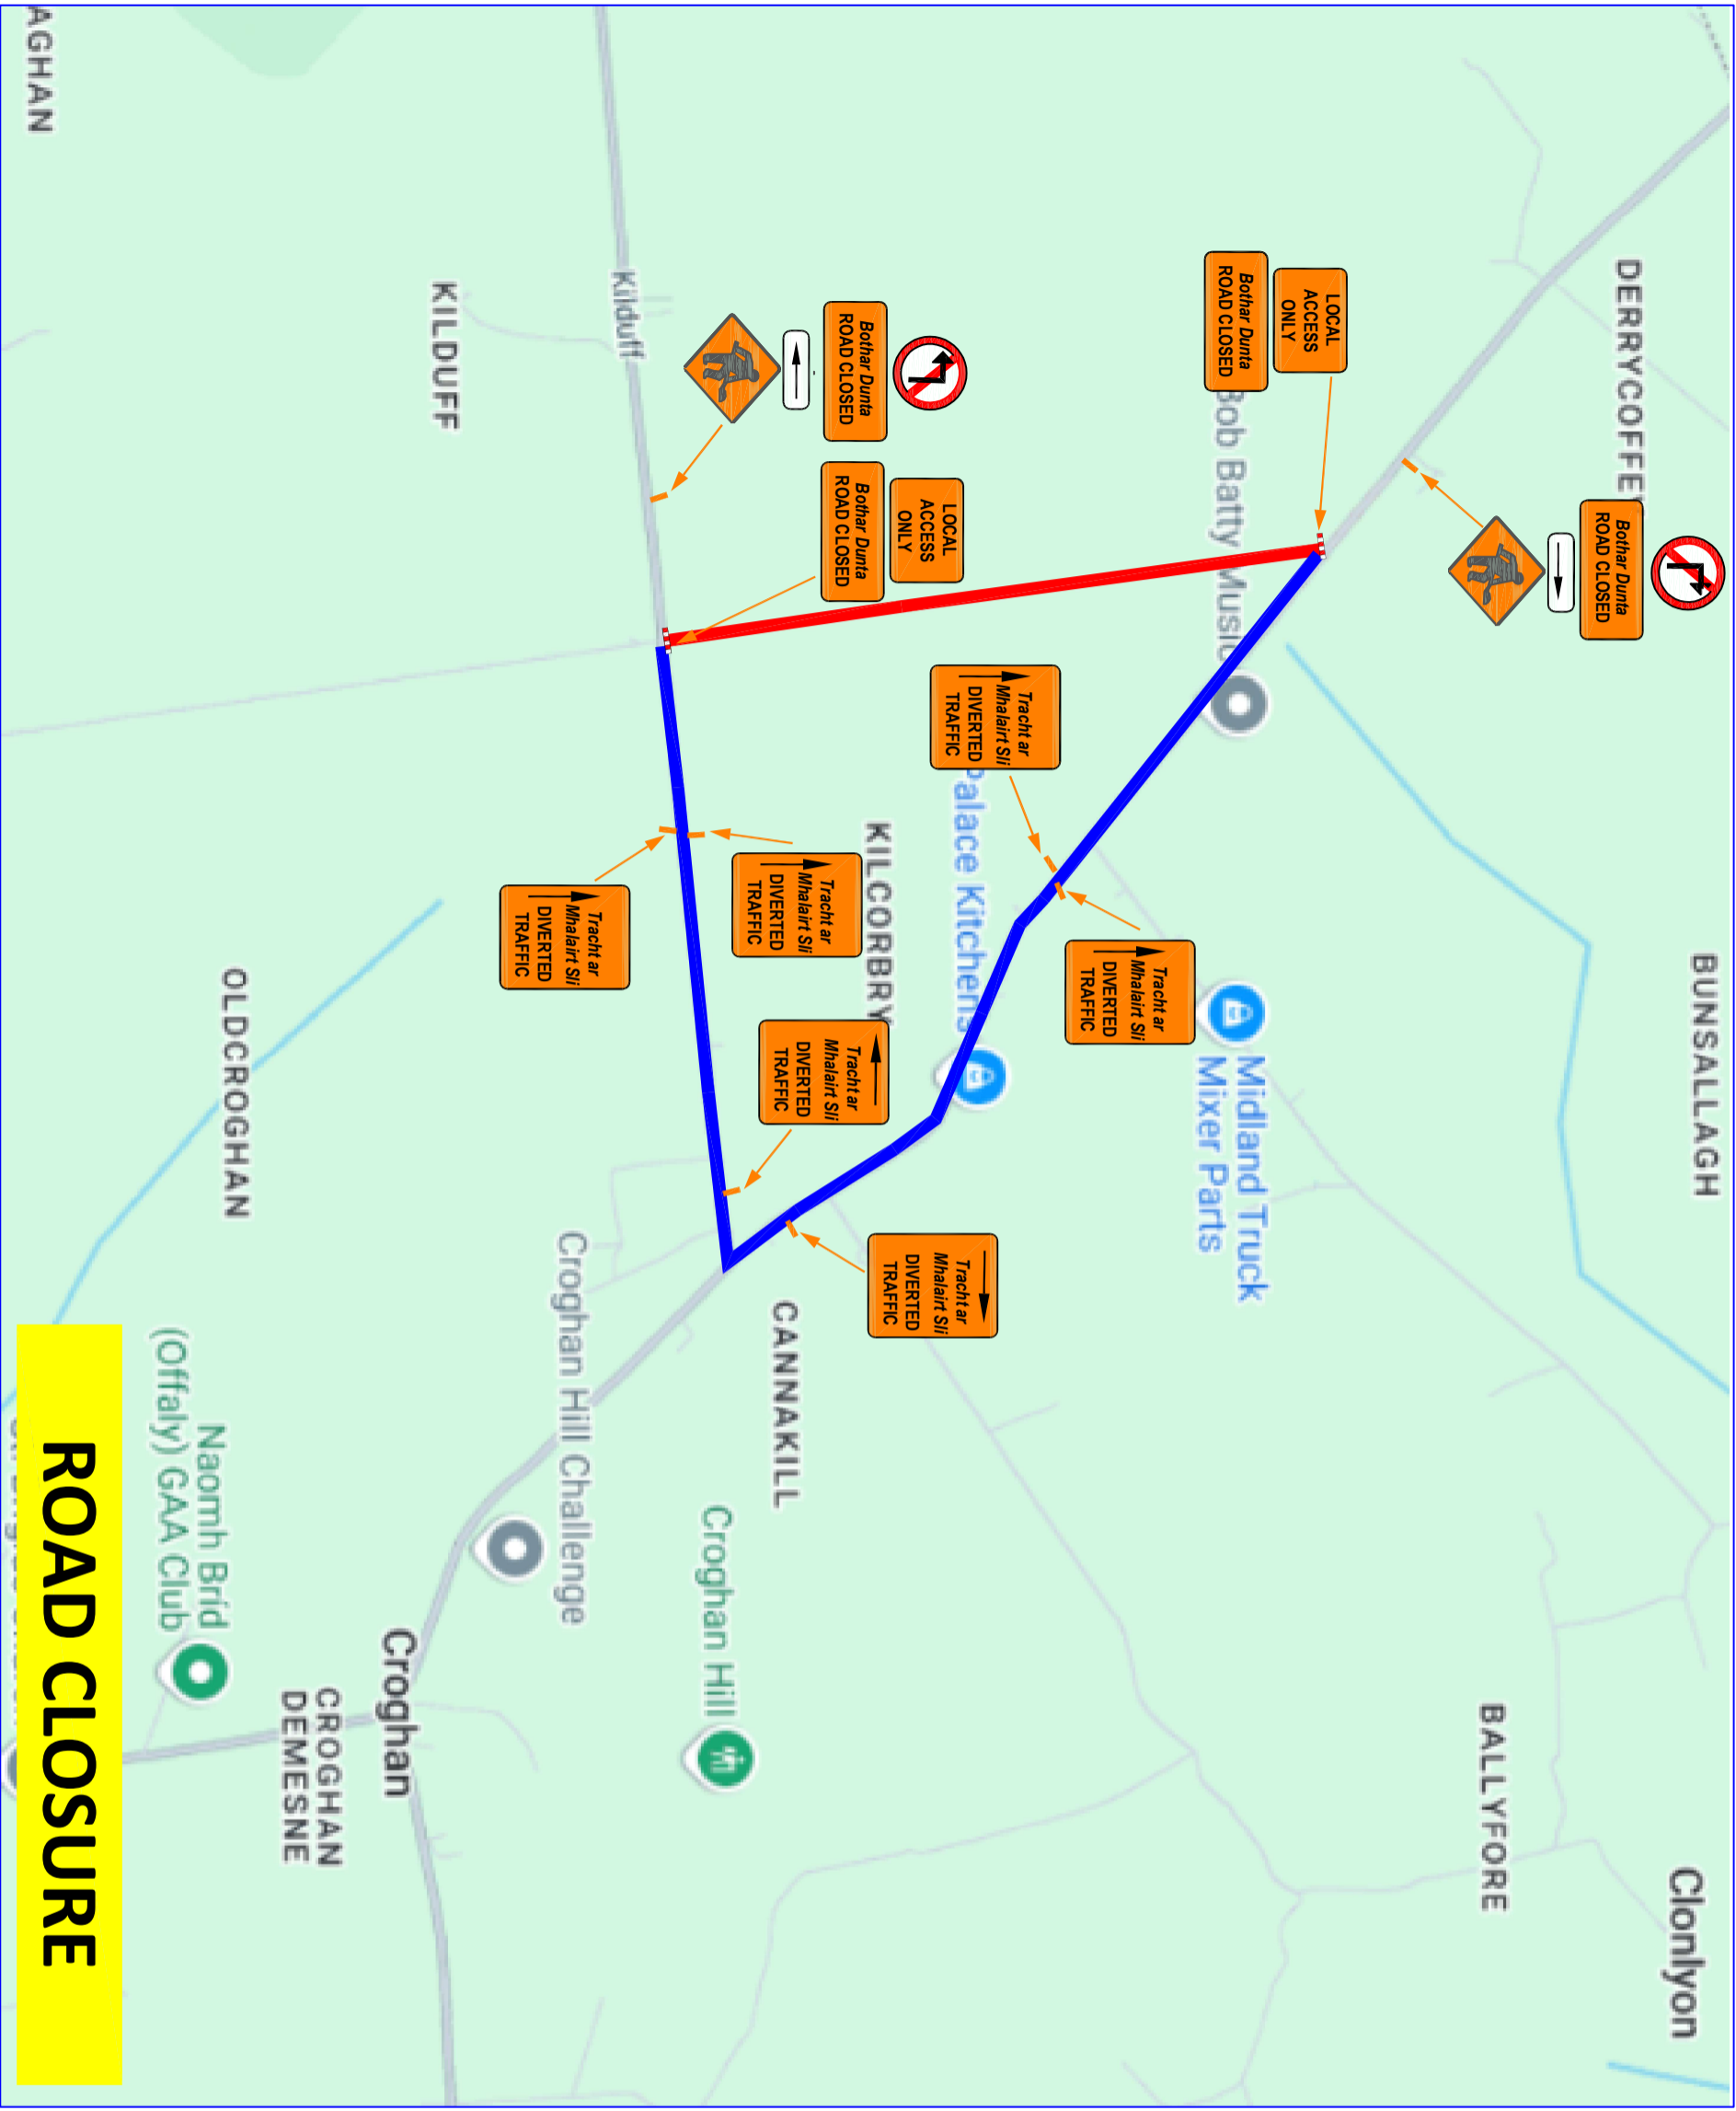 BUNSALLAGH
Clonlyon
DERRYCOFFEY
Bothar Dunta
ROAD CLOSED
BALLYFORE
LOCAL
ACCESS
ONLY
Bothar Dunta
ROAD CLOSED
Bob Batty Music
Midland Truck
Mixer Parts
Tracht ar
Mhalairt Slí
DIVERTED
TRAFFIC
Tracht ar
Mhalairt Slí
DIVERTED
TRAFFIC
Palace Kitchens
Tracht ar
Mhalairt Slí
DIVERTED
TRAFFIC
LOCAL
ACCESS
ONLY
Bothar Dunta
ROAD CLOSED
Bothar Dunta
ROAD CLOSED
KILCORBRY
Tracht ar
Mhalairt Slí
DIVERTED
TRAFFIC
Tracht ar
Mhalairt Slí
DIVERTED
TRAFFIC
CANNAKILL
Croghan Hill
Kilduff
Tracht ar
Mhalairt Slí
DIVERTED
TRAFFIC
Croghan Hill Challenge
KILDUFF
Croghan
CROGHAN
DEMESNE
OLDCROGHAN
Naomh Brid
(Offaly) GAA Club
AGHAN
ROAD CLOSURE